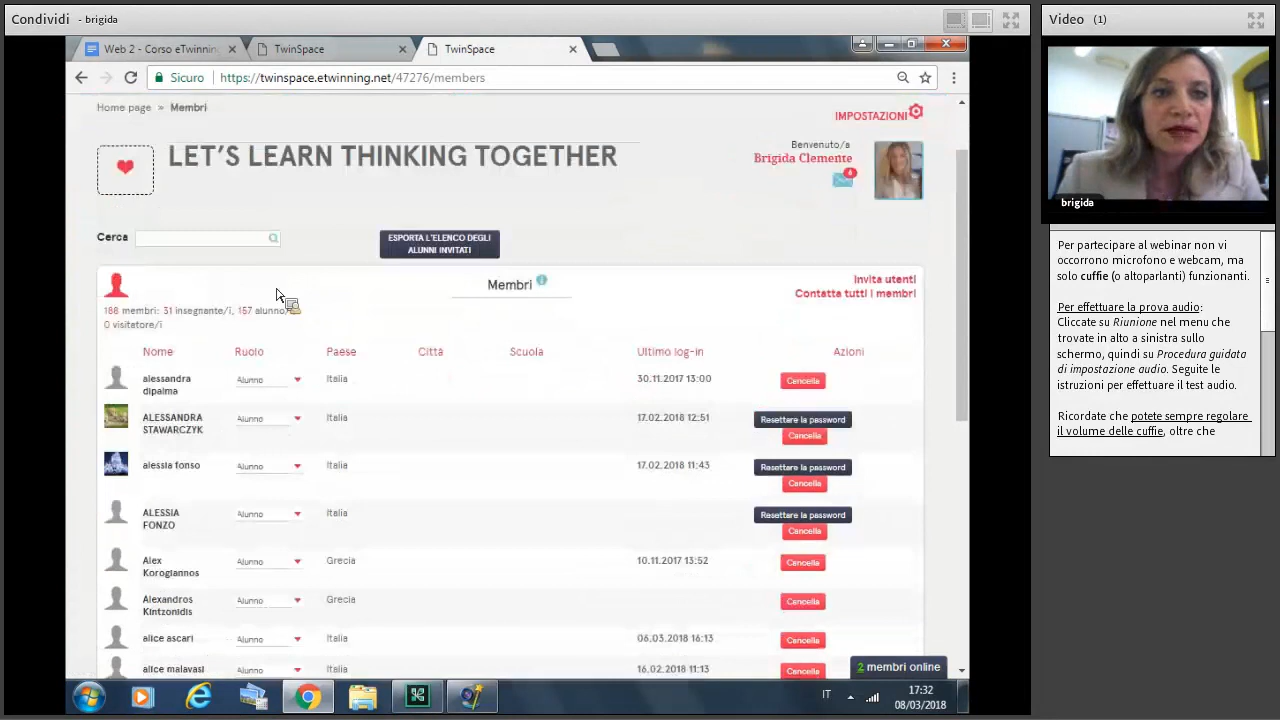 Condividi - brigida
Video (1)
Web 2 - Corso eTwinnin
TwinSpace
TwinSpace
Sicuro
https://twinspace.etwinning.net/47276/members
Home page » Membri
IMPOSTAZIONI
LET'S LEARN THINKING TOGETHER
Benvenuto/a
Brigida Clemente
brigida
Cerca
ESPORTA L'ELENCO DEGLI
ALUNNI INVITATI
Membri
Invita utenti
Contatta tutti i membri
188 membri: 31 insegnante/i, 157 alunno/
0 visitatore/i
Nome Ruolo Paese Città Scuola Ultimo log-in Azioni
alessandra
dipalma
Alunno Italia 30.11.2017 13:00 Cancella
ALESSANDRA
STAWARCZYK
Alunno Italia 17.02.2018 12:51 Resettare la password
Cancella
alessia fonso Alunno Italia 17.02.2018 11:43 Resettare la password
Cancella
ALESSIA
FONZO
Alunno Italia Resettare la password
Cancella
Alex
Korogiannos
Alunno Grecia 10.11.2017 13:52 Cancella
Alexandros
Kintzonidis
Alunno Grecia Cancella
alice ascari Alunno Italia 06.03.2018 16:13 Cancella
alice malavasi Alunno Italia 16.02.2018 11:13 Cancella
2 membri online
IT
17:32
08/03/2018
Per partecipare al webinar non vi
occorrono microfono e webcam, ma
solo cuffie (o altoparlanti) funzionanti.
Per effettuare la prova audio:
Cliccate su Riunione nel menu che
trovate in alto a sinistra sullo
schermo, quindi su Procedura guidata
di impostazione audio. Seguite le
istruzioni per effettuare il test audio.
Ricordate che potete sempre regolare
il volume delle cuffie, oltre che